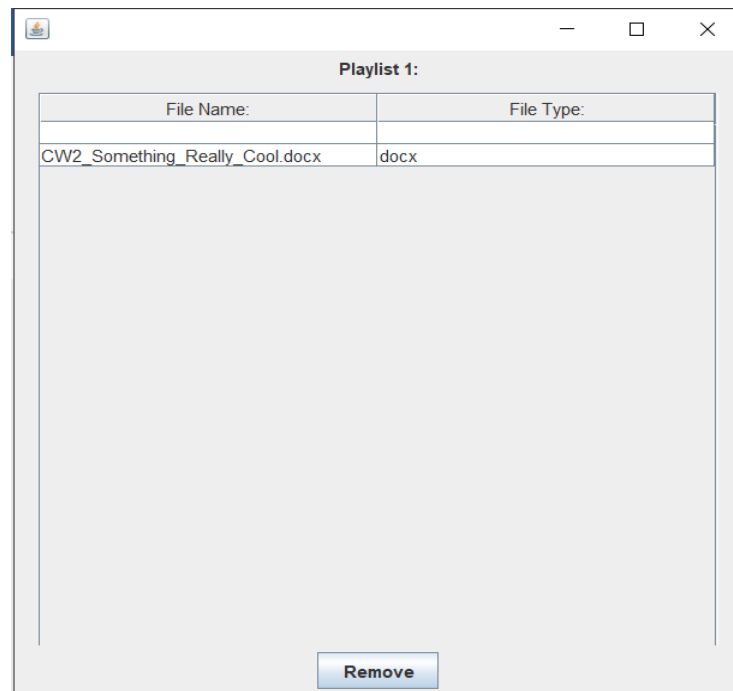 Playlist 1:
File Name: File Type:
CW2_Something_Really_Cool.docx docx
Remove